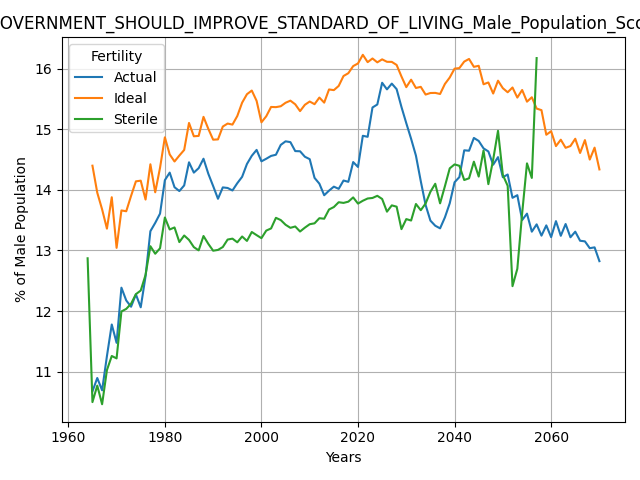 OVERNMENT_SHOULD_IMPROVE_STANDARD_OF_LIVING_Male_Population_Sco
Fertility
Actual
Ideal
Sterile
% of Male Population
16
15
14
13
12
11
1960 1980 2000 2020 2040 2060
Years